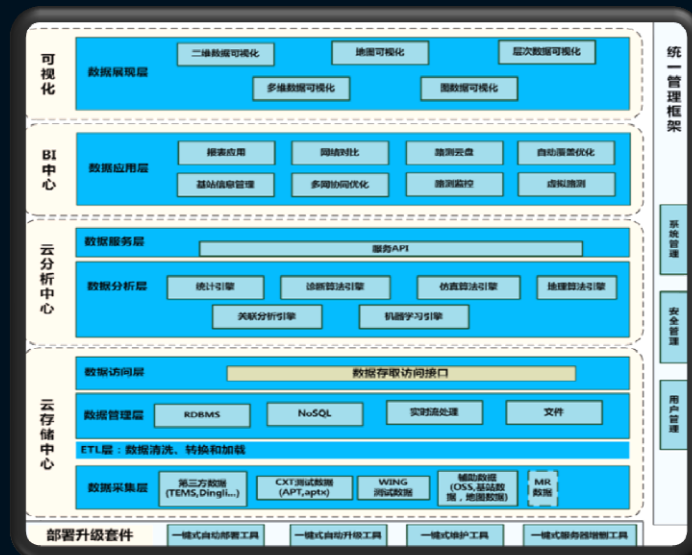 可视化
数据展现层
二维数据可视化
地图可视化
层次数据可视化
多维数据可视化
图数据可视化
BI中心
数据应用层
报表应用
网络对比
路测云盘
自动覆盖优化
基站信息管理
多网协同优化
路测监控
虚拟路测
云分析中心
数据服务层
服务API
数据分析层
统计引擎
诊断算法引擎
仿真算法引擎
地理算法引擎
关联分析引擎
机器学习引擎
云存储中心
数据访问层
数据存取访问接口
数据管理层
RDBMS
NoSQL
实时流处理
文件
ETL层：数据清洗、转换和加载
数据采集层
第三方数据
(TEMS,Dingli...)
CXT测试数据
(APT,aptx)
WING
测试数据
辅助数据
(OSS,基站数
据，地图数据)
MR
数据
统一管理框架
系统管理
安全管理
用户管理
部署升级套件
一键式自动部署工具
一键式自动升级工具
一键式维护工具
一键式服务器增删工具